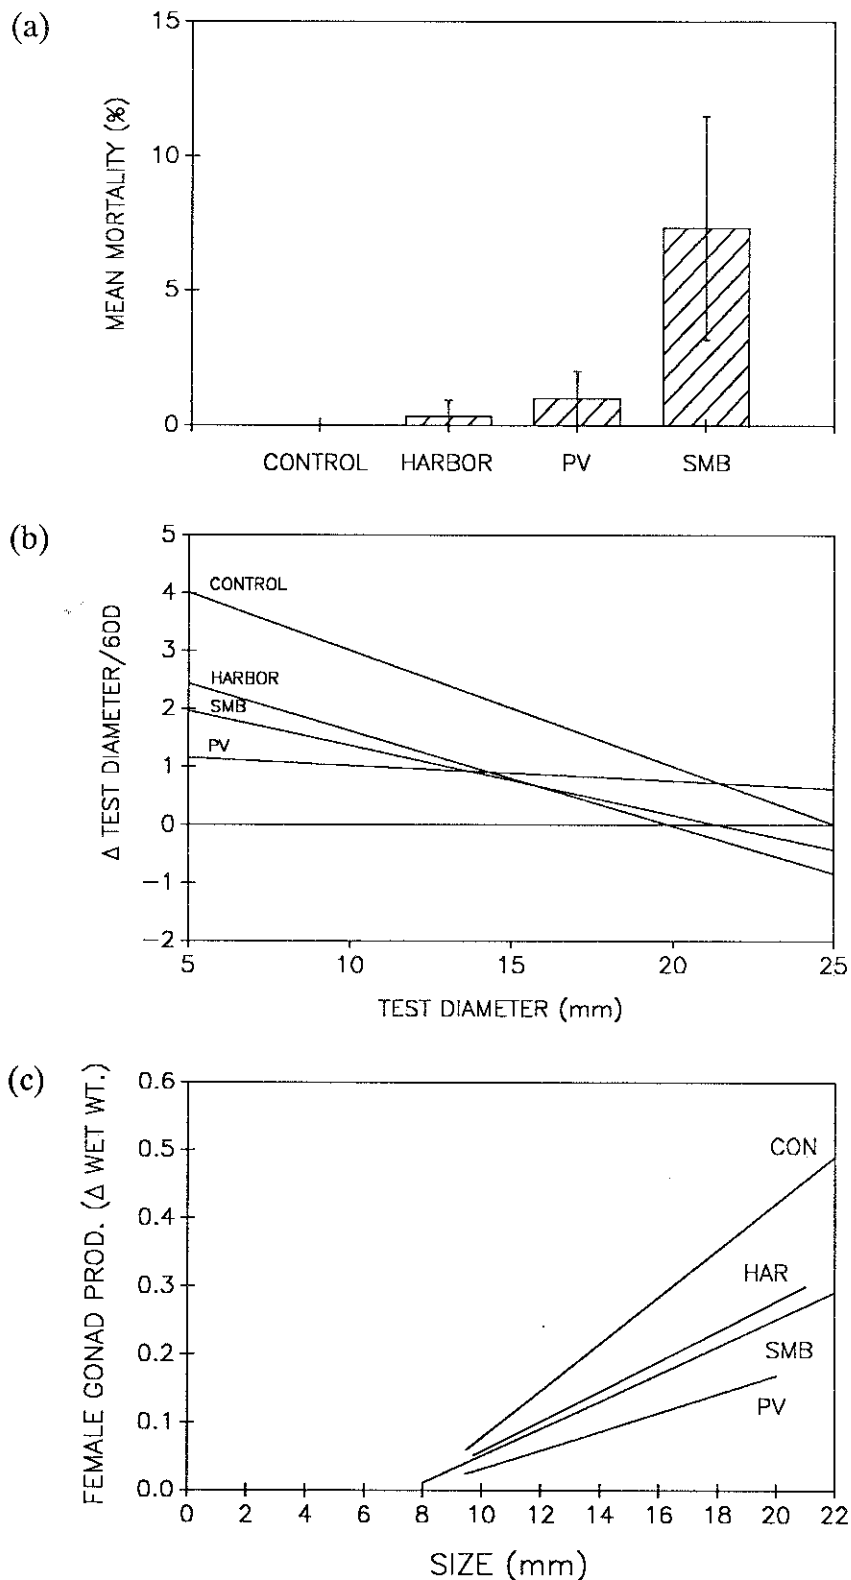 (a)
MEAN MORTALITY (%)
15
10
5
0
CONTROL HARBOR PV SMB
(b)
Δ TEST DIAMETER/60D
5
4
3
2
1
0
−1
−2
CONTROL
HARBOR
SMB
PV
5 10 15 20 25
TEST DIAMETER (mm)
(c)
FEMALE GONAD PROD. (Δ WET WT.)
0.6
0.5
0.4
0.3
0.2
0.1
0.0
CON
HAR
SMB
PV
0 2 4 6 8 10 12 14 16 18 20 22
SIZE (mm)